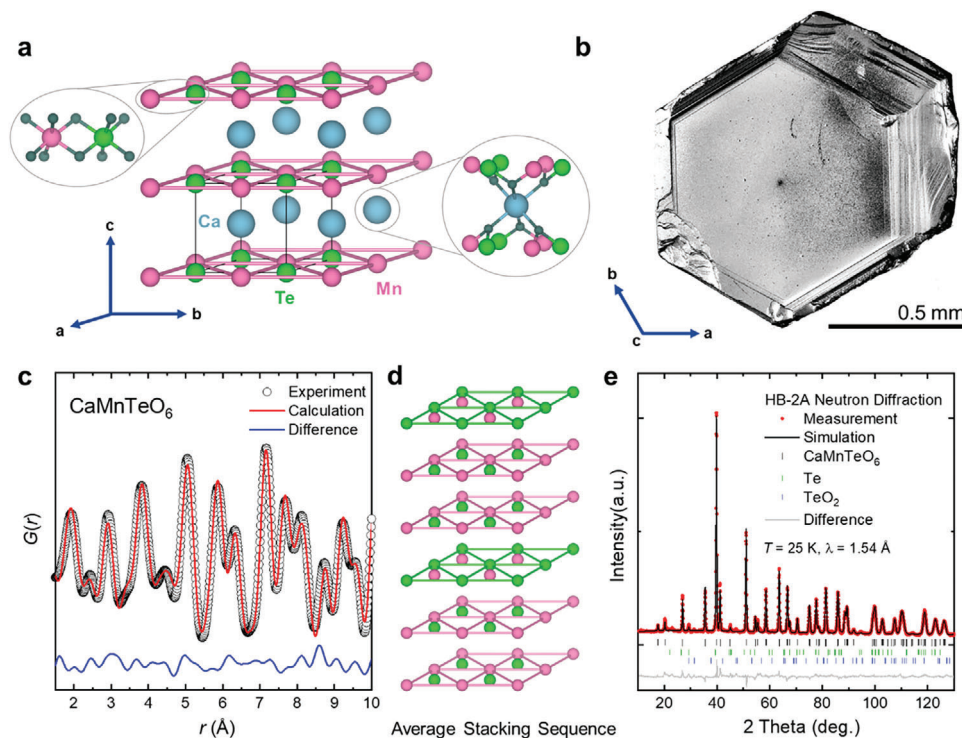 a
Ca
Te
Mn
c
a
b
b
0.5 mm
b
c
a
c
CaMnTeO₆
Experiment
Calculation
Difference
G(r)
2 3 4 5 6 7 8 9 10
r (Å)
d
Average Stacking Sequence
e
HB-2A Neutron Diffraction
Measurement
Simulation
CaMnTeO₆
Te
TeO₂
Difference
T = 25 K, λ = 1.54 Å
Intensity(a.u.)
20 40 60 80 100 120
2 Theta (deg.)